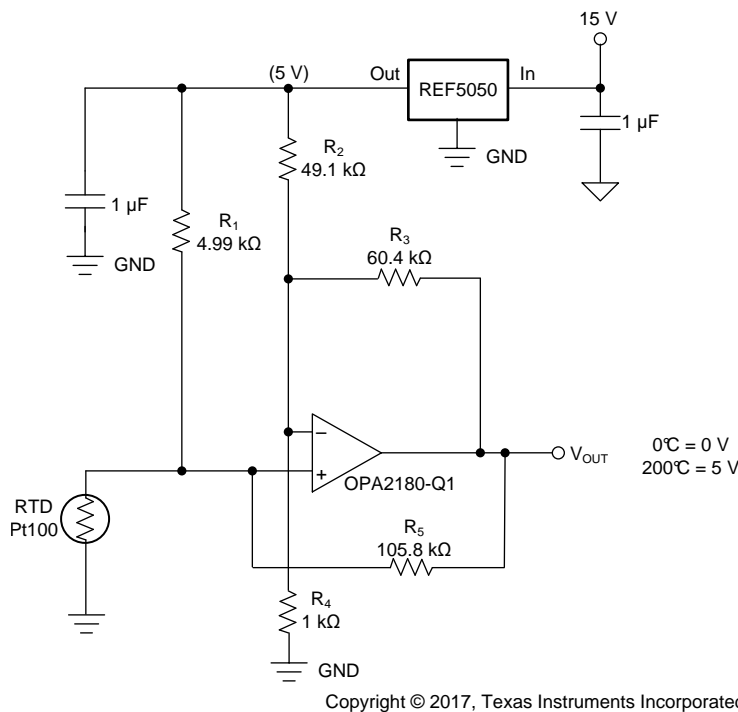 15 V
(5 V)
Out
REF5050
In
1 µF
GND
R2
49.1 kΩ
1 µF
GND
R1
4.99 kΩ
R3
60.4 kΩ
–
+
OPA2180-Q1
VOUT
0°C = 0 V
200°C = 5 V
RTD
Pt100
R5
105.8 kΩ
R4
1 kΩ
GND
Copyright © 2017, Texas Instruments Incorporated